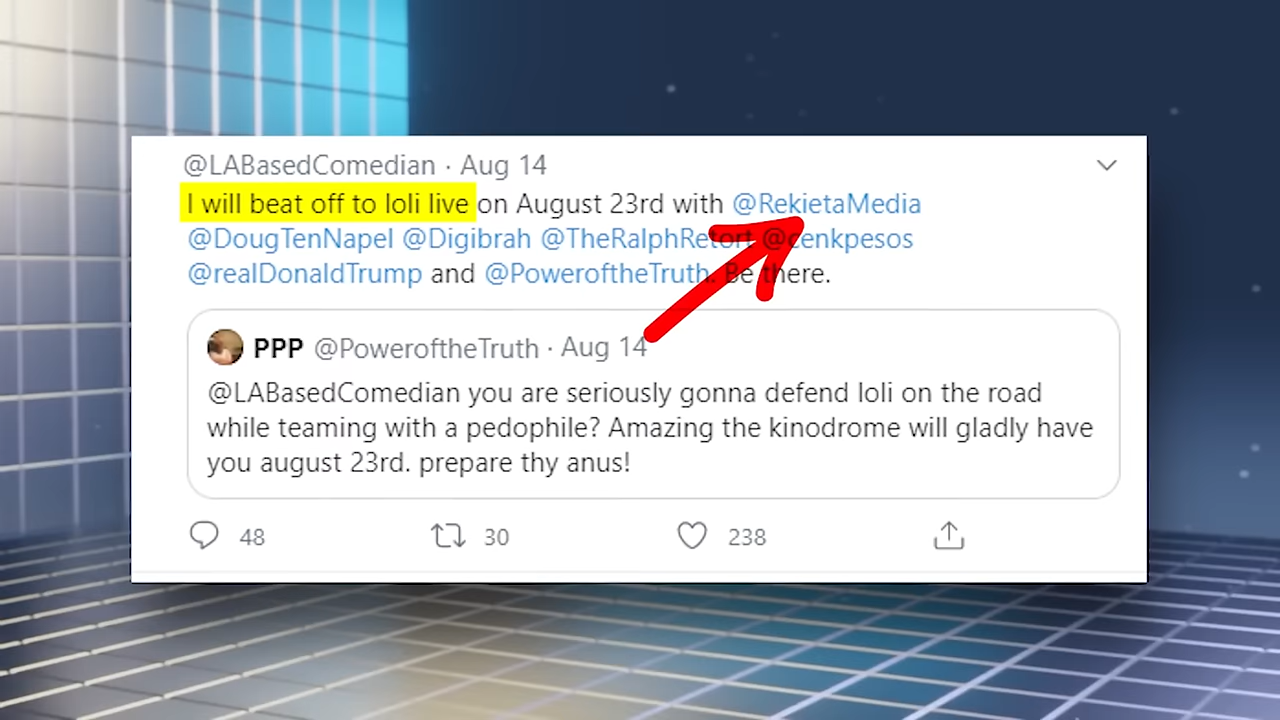 @LABasedComedian · Aug 14
I will beat off to loli live on August 23rd with @RekietaMedia
@DougTenNapel @Digibrah @TheRalphRetort @cenkpesos
@realDonaldTrump and @PoweroftheTruth. Be there.
PPP @PoweroftheTruth · Aug 14
@LABasedComedian you are seriously gonna defend loli on the road
while teaming with a pedophile? Amazing the kinodrome will gladly have
you august 23rd. prepare thy anus!
48 30 238